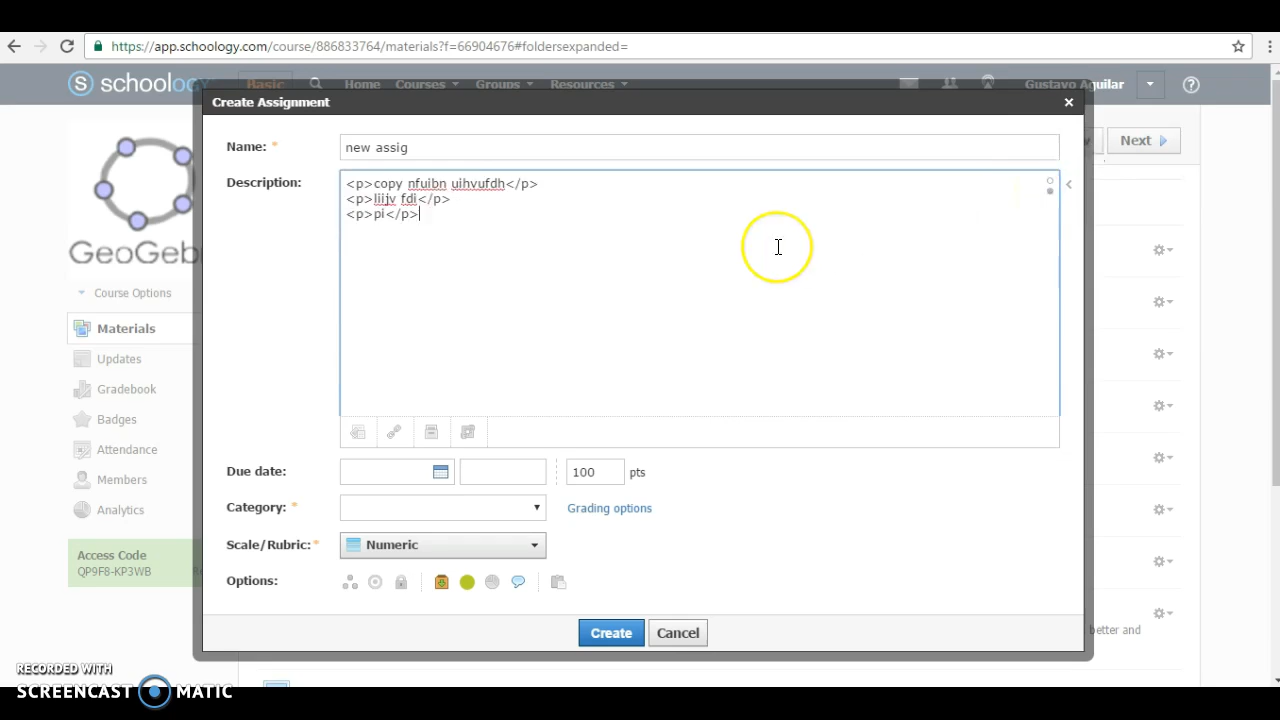 https://app.schoology.com/course/886833764/materials?f=66904676#foldersexpanded=
S schoology Basic Home Courses Groups Resources Gustavo Aguilar
Create Assignment ×
Next
Name: * new assig
Description: <p>copy nfuibn uihvufdh</p>
<p>liijv fdi</p>
<p>pi</p>
GeoGeb
Course Options
Materials
Updates
Gradebook
Badges
Attendance
Members
Analytics
Access Code
QP9F8-KP3WB
Due date: 100 pts
Category: * Grading options
Scale/Rubric: * Numeric
Options:
better and
Create Cancel
RECORDED WITH
SCREENCAST MATIC